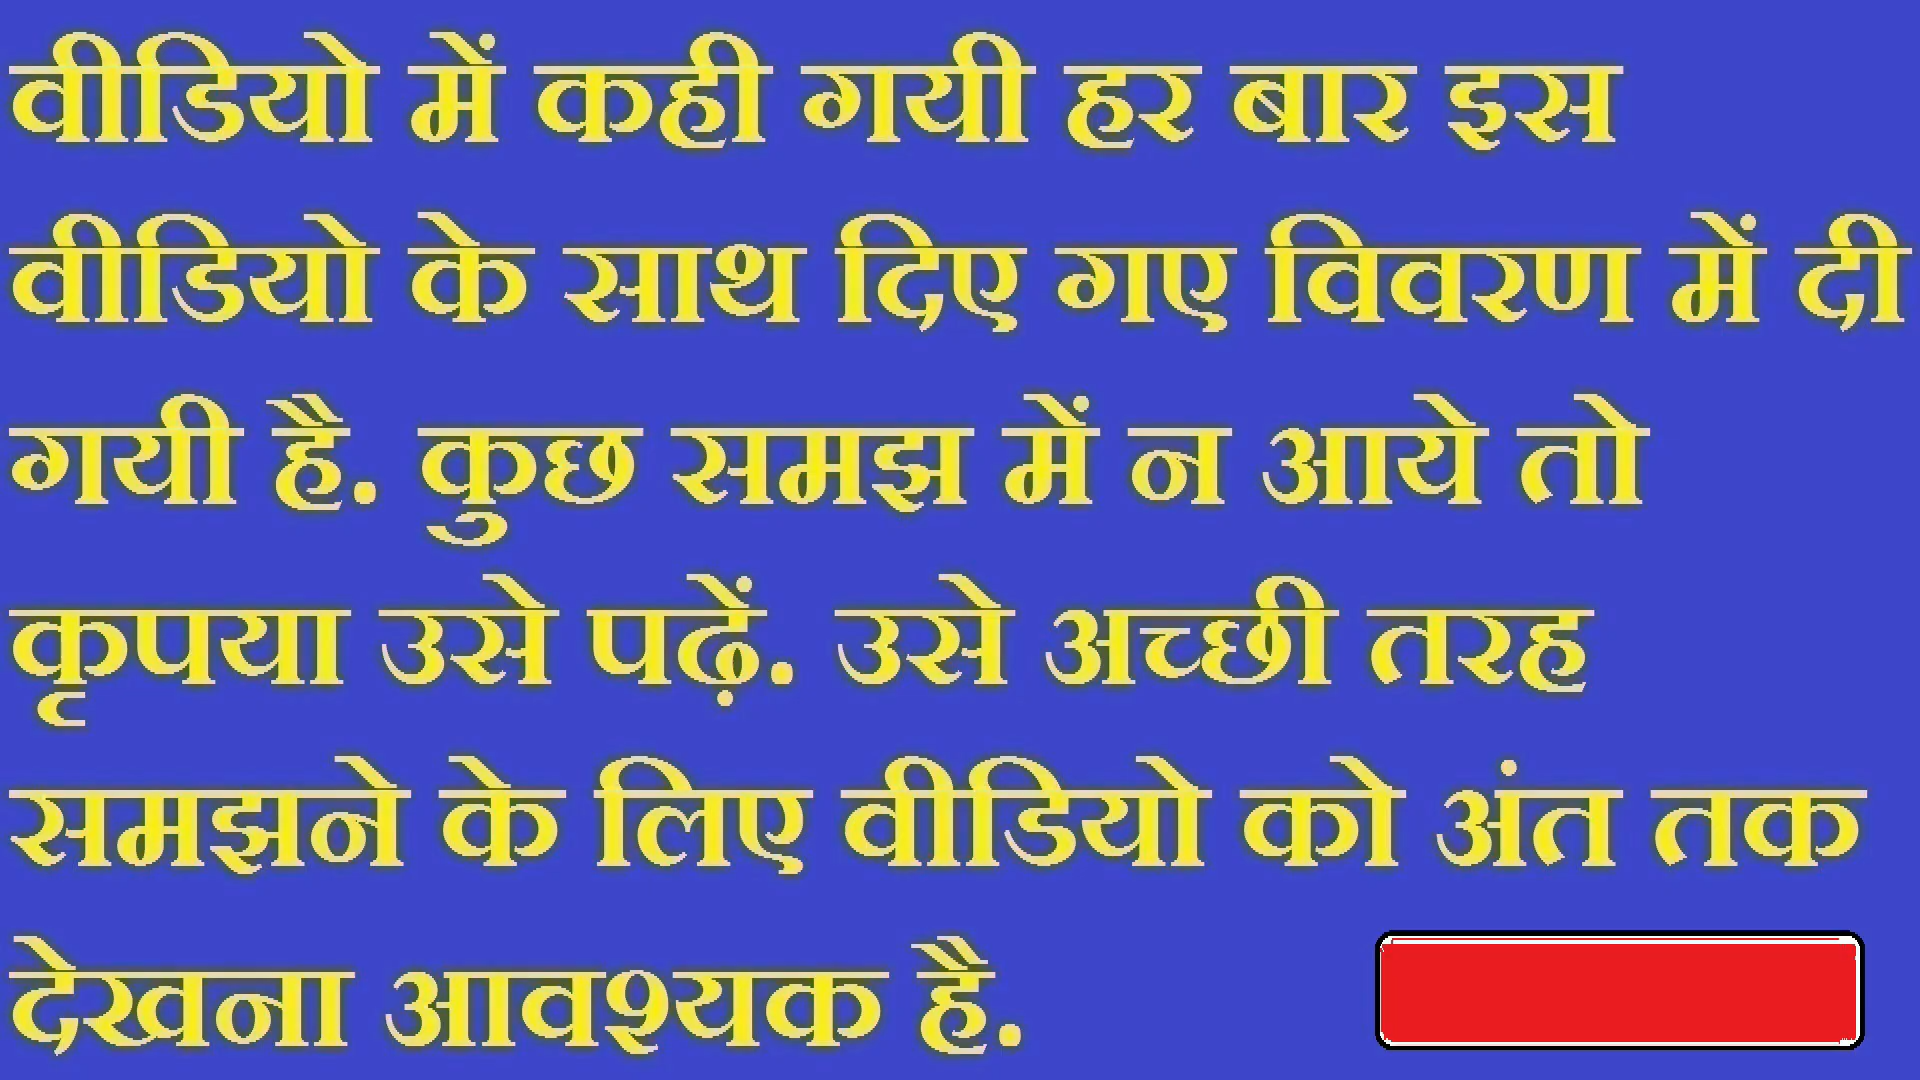 वीडियो में कही गयी हर बार इस
वीडियो के साथ दिए गए विवरण में दी
गयी है. कुछ समझ में न आये तो
कृपया उसे पढ़ें. उसे अच्छी तरह
समझने के लिए वीडियो को अंत तक
देखना आवश्यक है.